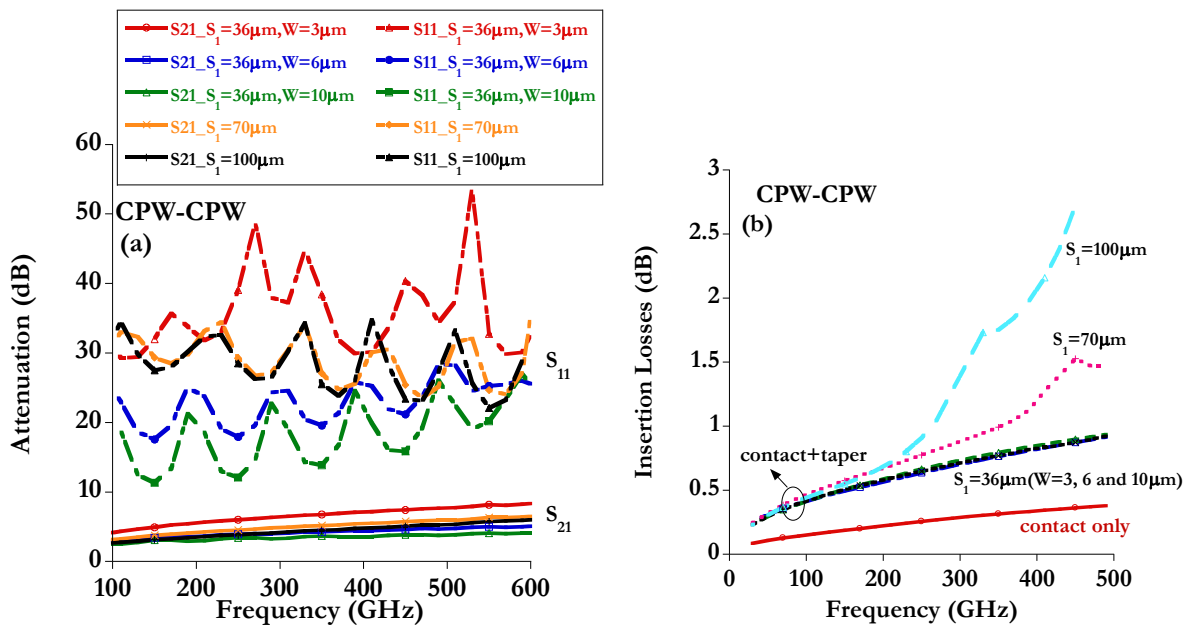 S21_S1=36µm,W=3µm S11_S1=36µm,W=3µm
S21_S1=36µm,W=6µm S11_S1=36µm,W=6µm
S21_S1=36µm,W=10µm S11_S1=36µm,W=10µm
S21_S1=70µm S11_S1=70µm
S21_S1=100µm S11_S1=100µm
60
50
40
30
20
10
0
Attenuation (dB)
CPW-CPW
(a)
S11
S21
100 200 300 400 500 600
Frequency (GHz)
3
2.5
2
1.5
1
0.5
0
Insertion Losses (dB)
CPW-CPW
(b)
S1=100µm
S1=70µm
contact+taper
S1=36µm(W=3, 6 and 10µm)
contact only
0 100 200 300 400 500
Frequency (GHz)